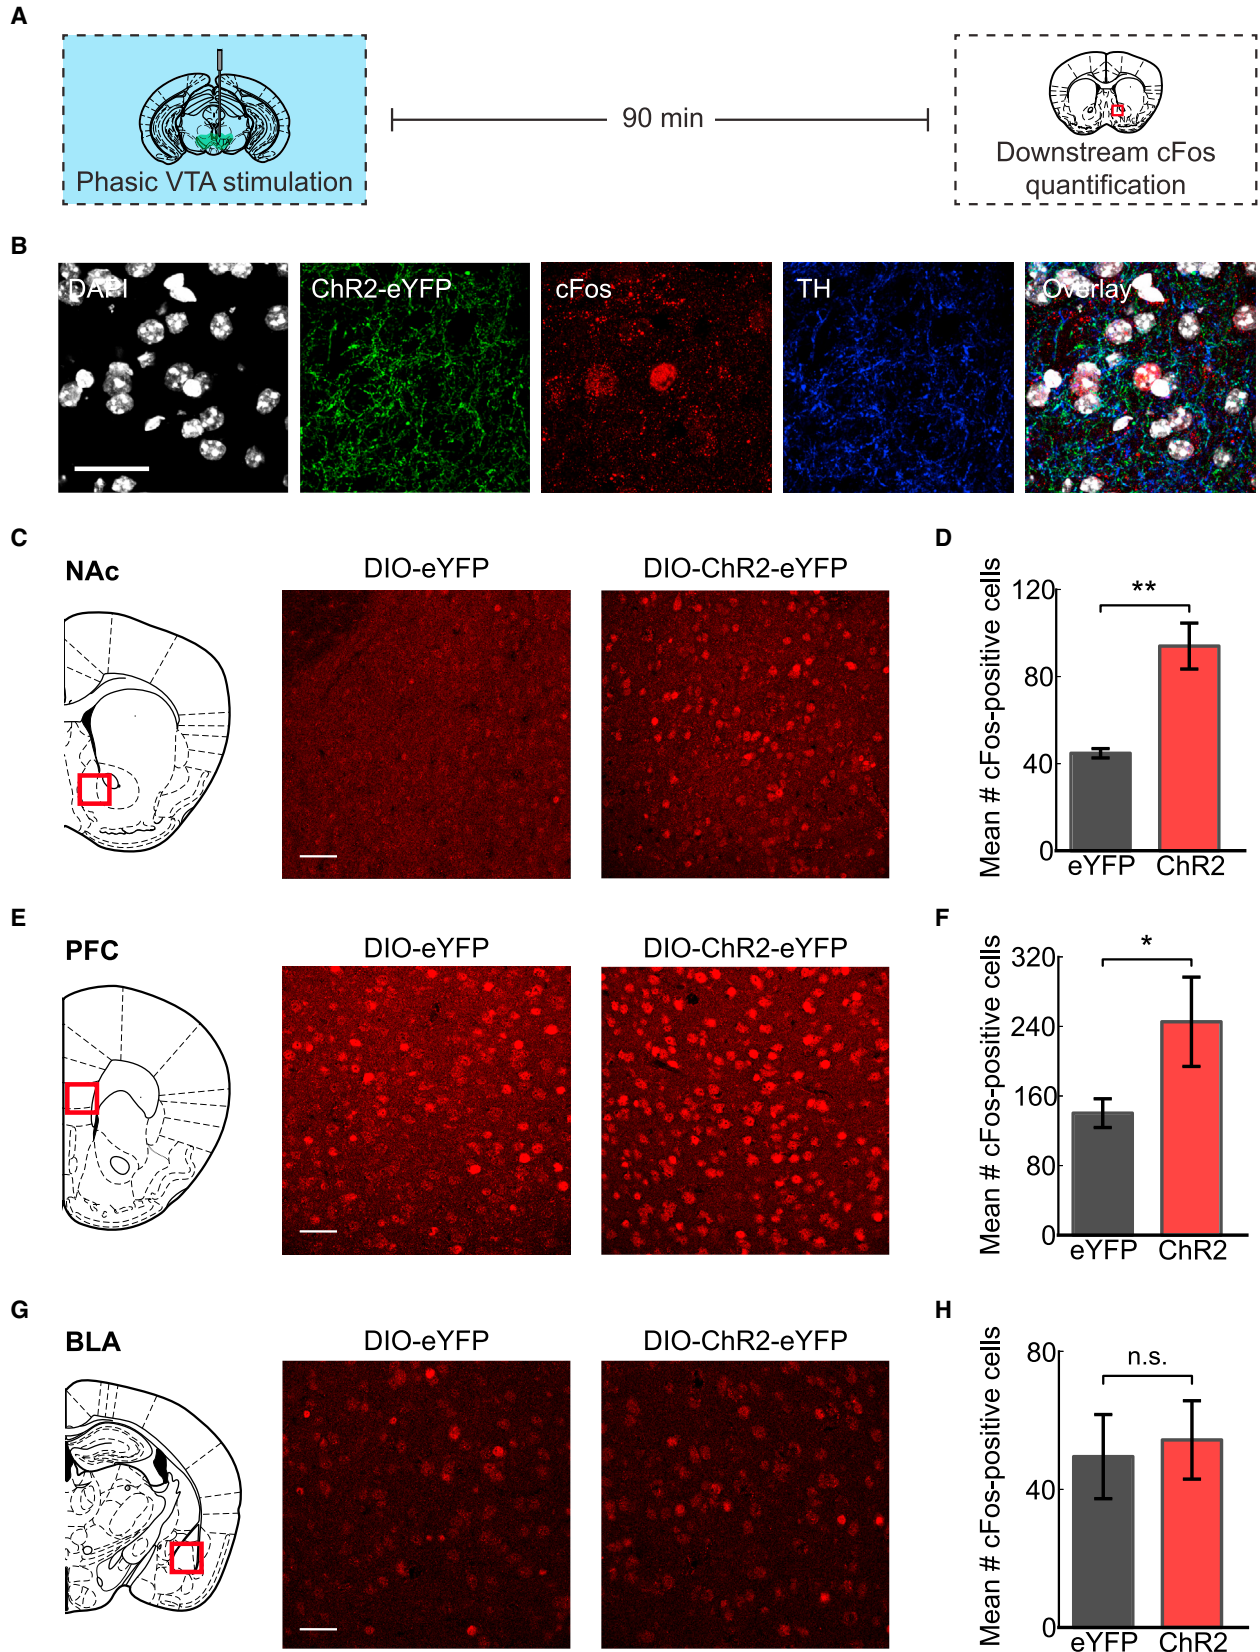 A
Phasic VTA stimulation
90 min
Downstream cFos
quantification
B
DAPI
ChR2-eYFP
cFos
TH
Overlay
C
NAc
DIO-eYFP
DIO-ChR2-eYFP
D
Mean # cFos-positive cells
120
80
40
0
**
eYFP
ChR2
E
PFC
DIO-eYFP
DIO-ChR2-eYFP
F
Mean # cFos-positive cells
320
240
160
80
0
*
eYFP
ChR2
G
BLA
DIO-eYFP
DIO-ChR2-eYFP
H
Mean # cFos-positive cells
80
40
0
n.s.
eYFP
ChR2